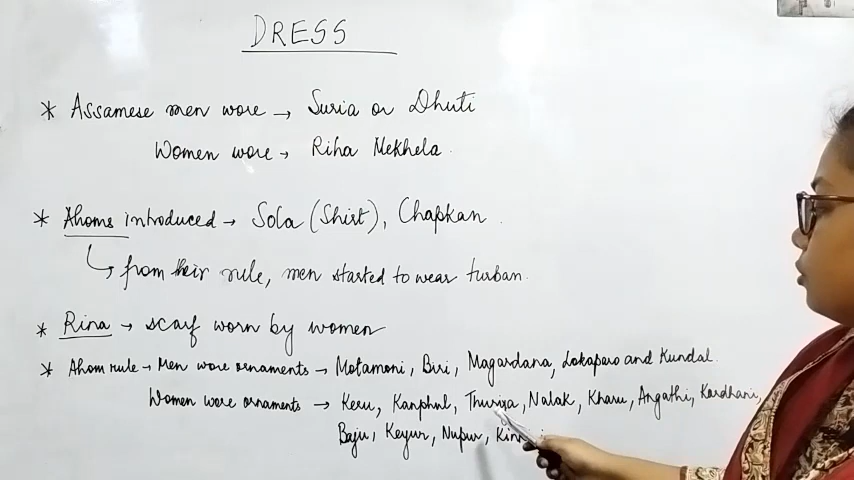 DRESS
* Assamese men wore → Suria or Dhuti
Women wore → Riha Mekhela.
* Ahoms introduced → Sola (Shirt), Chapkan.
from their rule, men started to wear turban.
* Rina → scarf worn by women
* Ahom rule → Men wore ornaments → Motamoni, Biri, Magardana, Lokaparo and Kundal.
Women wore ornaments → Keru, Kanphul, Thuriya, Nalak, Kharu, Angathi, Kardhani,
Baju, Keyur, Nupur,